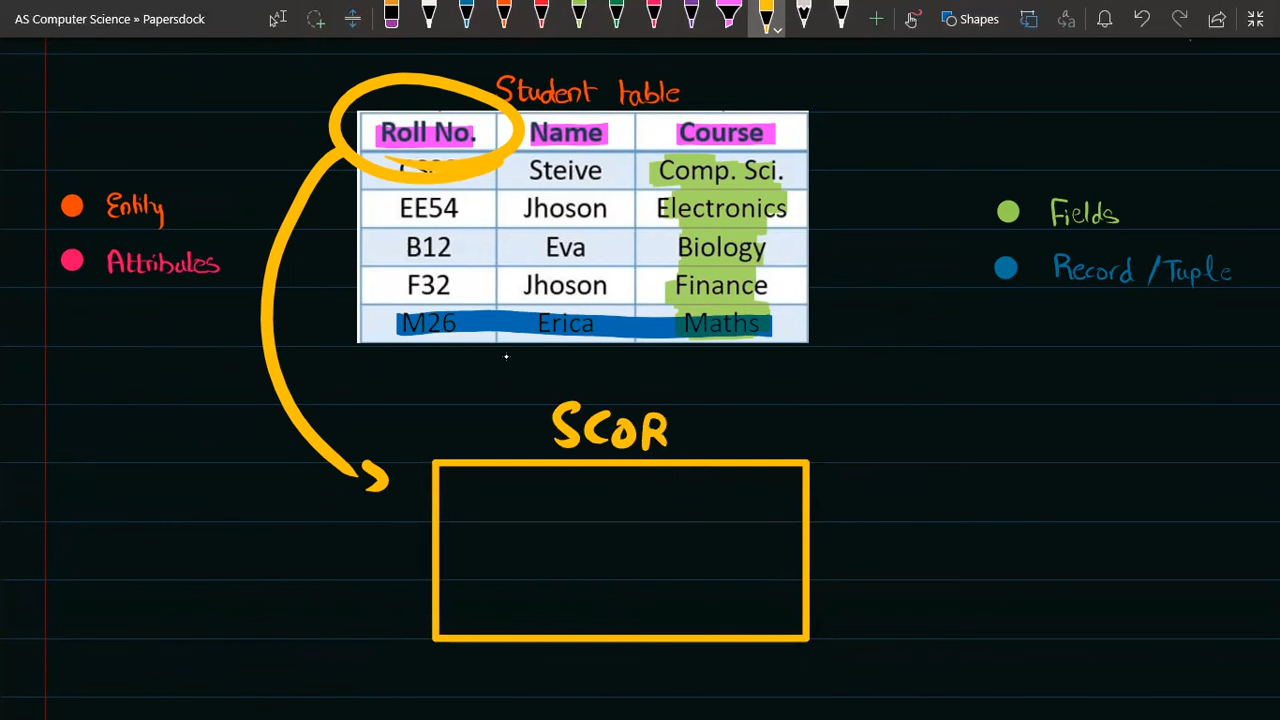 AS Computer Science » Papersdock
Shapes
Student table
Roll No. Name Course
Steive Comp. Sci.
EE54 Jhoson Electronics
B12 Eva Biology
F32 Jhoson Finance
M26 Erica Maths
Entity
Attributes
Fields
Record / Tuple
SCOR